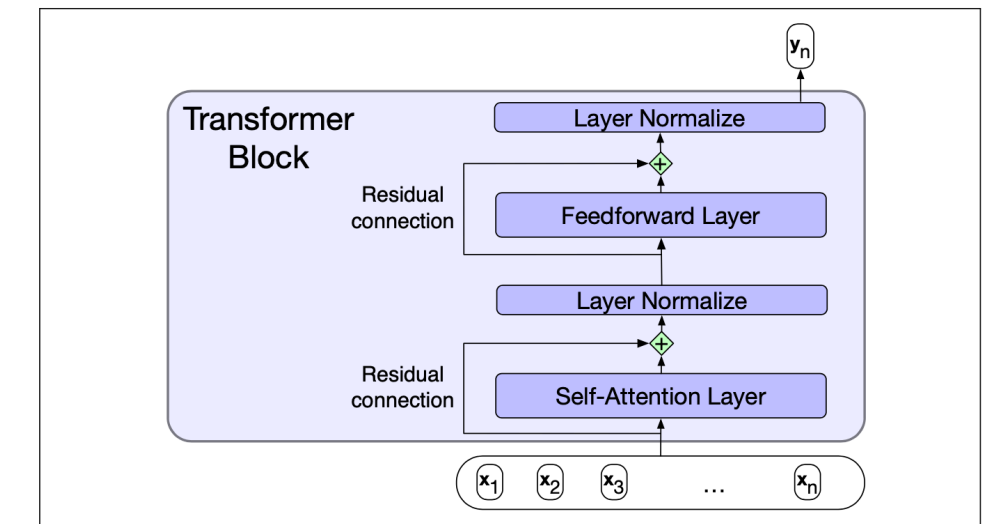 yn
Transformer
Block
Layer Normalize
+
Residual
connection
Feedforward Layer
Layer Normalize
+
Residual
connection
Self-Attention Layer
x1 x2 x3 ... xn